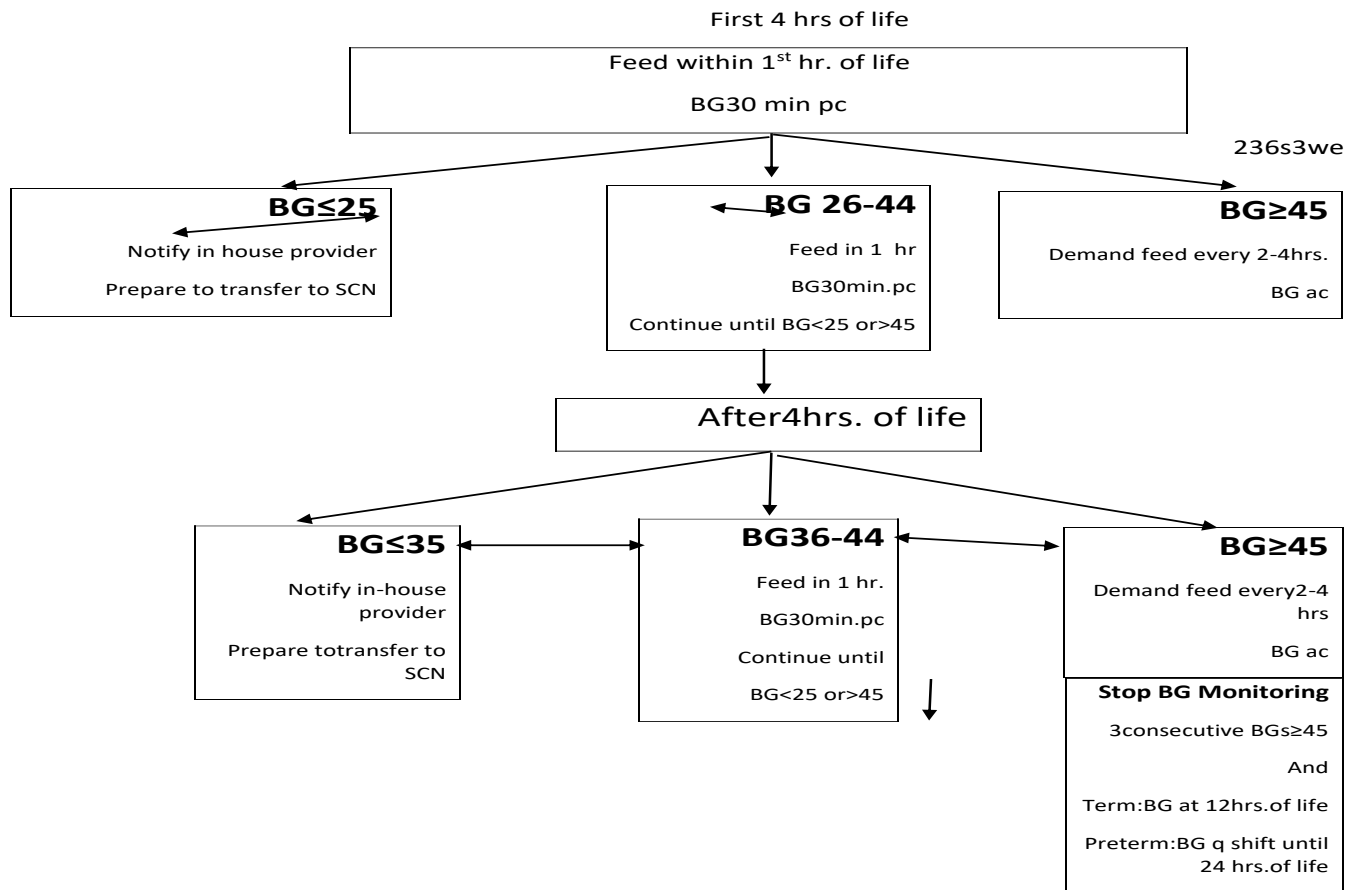 First 4 hrs of life
Feed within 1st hr. of life
BG30 min pc
236s3we
BG≤25
Notify in house provider
Prepare to transfer to SCN
BG 26-44
Feed in 1 hr
BG30min.pc
Continue until BG<25 or>45
BG≥45
Demand feed every 2-4hrs.
BG ac
After4hrs. of life
BG≤35
Notify in-house
provider
Prepare totransfer to
SCN
BG36-44
Feed in 1 hr.
BG30min.pc
Continue until
BG<25 or>45
BG≥45
Demand feed every2-4
hrs
BG ac
Stop BG Monitoring
3consecutive BGs≥45
And
Term:BG at 12hrs.of life
Preterm:BG q shift until
24 hrs.of life